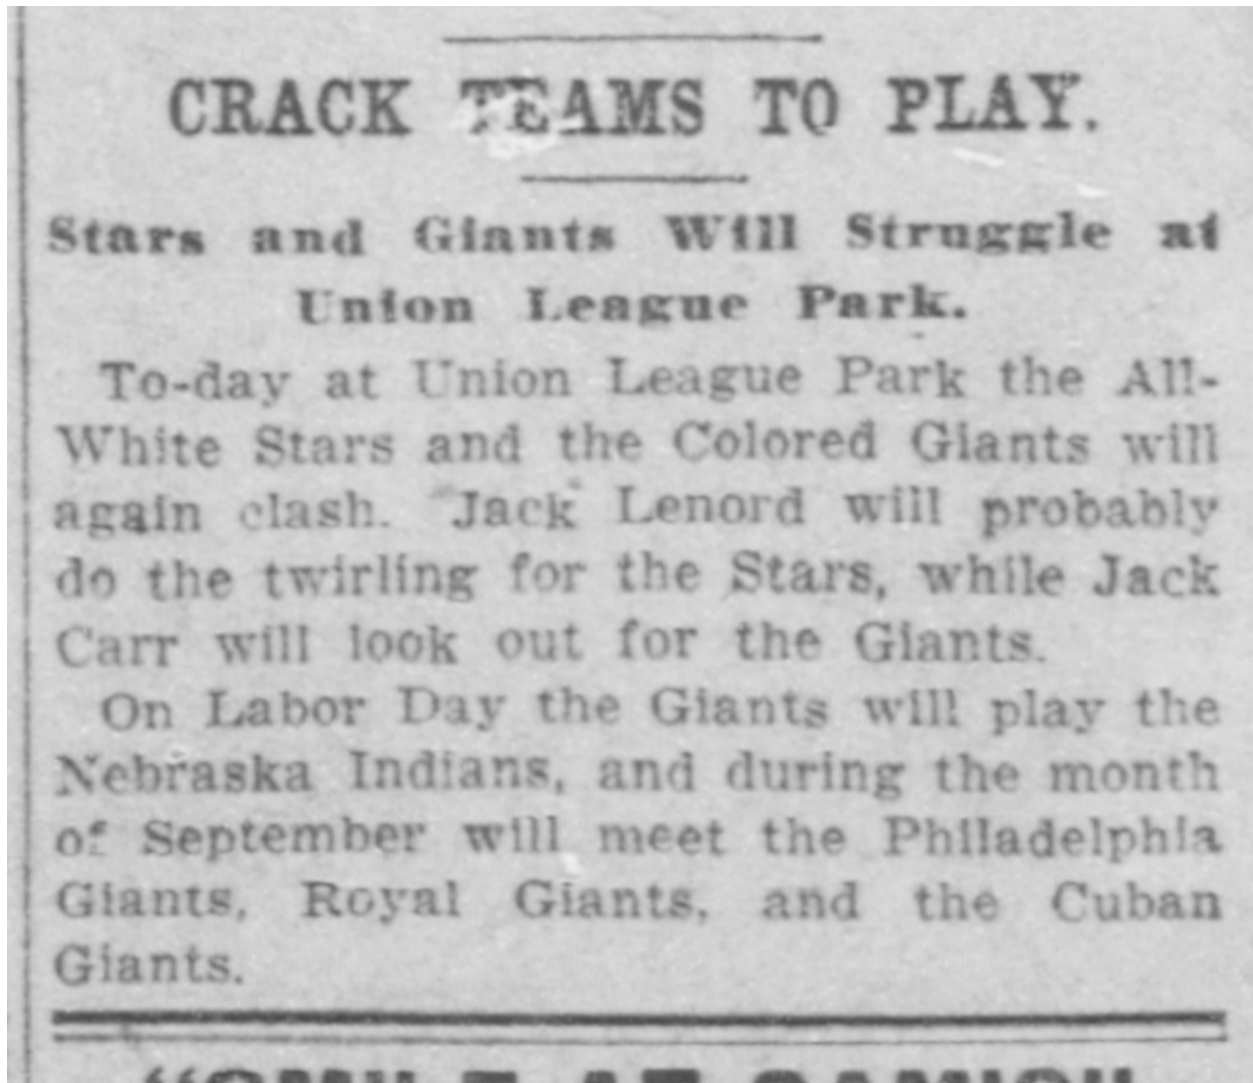 CRACK TEAMS TO PLAY.
Stars and Giants Will Struggle at
Union League Park.
To-day at Union League Park the All-
White Stars and the Colored Giants will
again clash. "Jack" Lenord will probably
do the twirling for the Stars, while Jack
Carr will look out for the Giants.
On Labor Day the Giants will play the
Nebraska Indians, and during the month
of September will meet the Philadelphia
Giants, Royal Giants, and the Cuban
Giants.